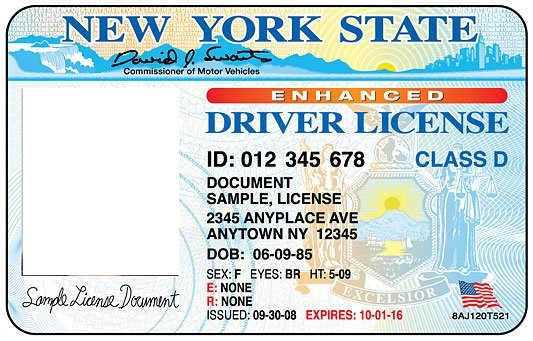 NEW YORK STATE
David J. Swarts
Commissioner of Motor Vehicles
ENHANCED
DRIVER LICENSE
ID: 012 345 678 CLASS D
DOCUMENT
SAMPLE, LICENSE
2345 ANYPLACE AVE
ANYTOWN NY 12345
DOB: 06-09-85
SEX: F EYES: BR HT: 5-09
E: NONE
R: NONE
ISSUED: 09-30-08 EXPIRES: 10-01-16
Sample License Document
EXCELSIOR
8AJ120T521